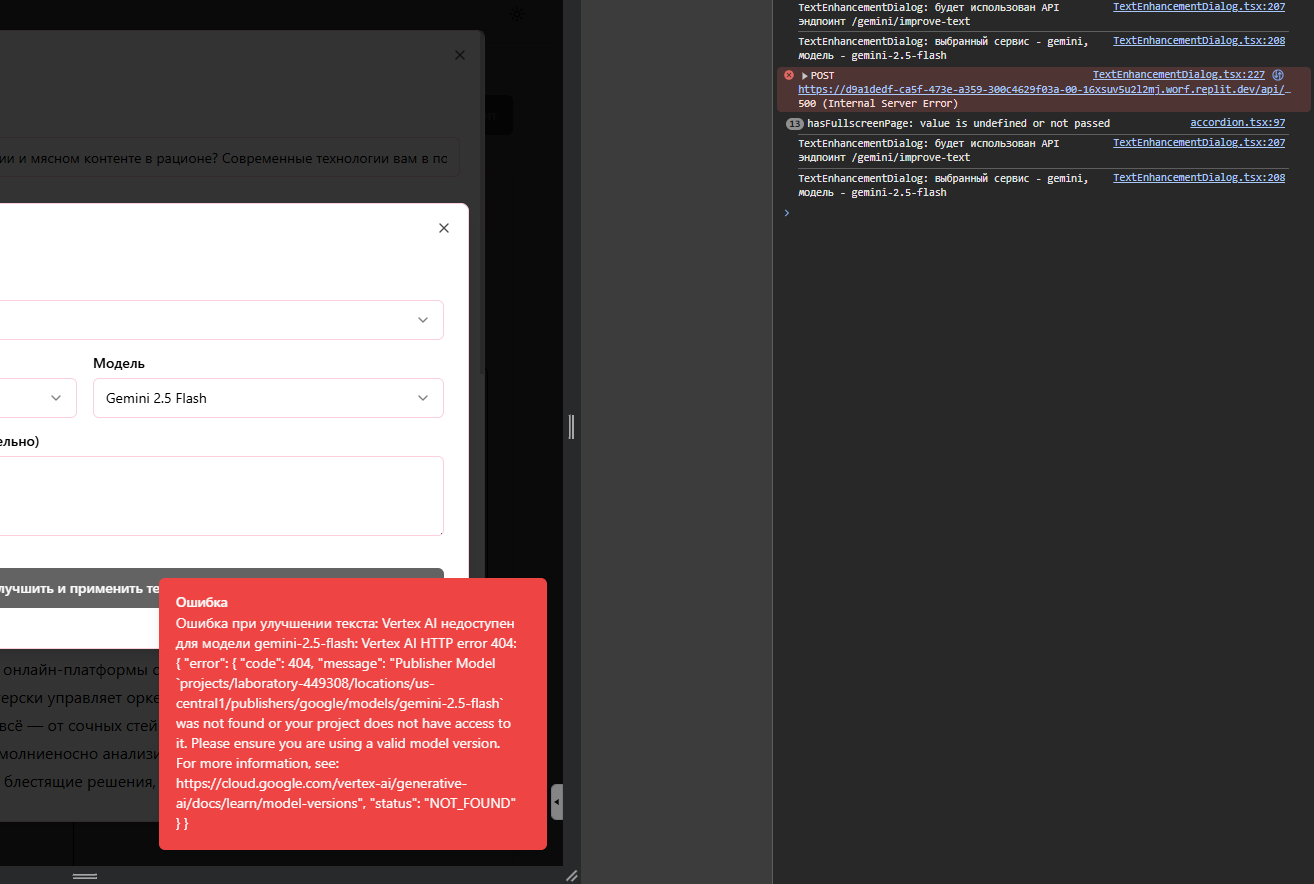 ии и мясном контенте в рационе? Современные технологии вам в по
Модель
Gemini 2.5 Flash
ельно)
лучшить и применить те
Ошибка
Ошибка при улучшении текста: Vertex AI недоступен
для модели gemini-2.5-flash: Vertex AI HTTP error 404:
{ "error": { "code": 404, "message": "Publisher Model
`projects/laboratory-449308/locations/us-
central1/publishers/google/models/gemini-2.5-flash`
was not found or your project does not have access to
it. Please ensure you are using a valid model version.
For more information, see:
https://cloud.google.com/vertex-ai/generative-
ai/docs/learn/model-versions", "status": "NOT_FOUND"
} }
онлайн-платформы с
ерски управляет орке
всё — от сочных стей
молниеносно анализи
блестящие решения,
TextEnhancementDialog: будет использован API TextEnhancementDialog.tsx:207
эндпоинт /gemini/improve-text
TextEnhancementDialog: выбранный сервис - gemini, TextEnhancementDialog.tsx:208
модель - gemini-2.5-flash
POST TextEnhancementDialog.tsx:227
https://d9a1dedf-ca5f-473e-a359-300c4629f03a-00-16xsuv5u2l2mj.worf.replit.dev/api/…
500 (Internal Server Error)
13 hasFullscreenPage: value is undefined or not passed accordion.tsx:97
TextEnhancementDialog: будет использован API TextEnhancementDialog.tsx:207
эндпоинт /gemini/improve-text
TextEnhancementDialog: выбранный сервис - gemini, TextEnhancementDialog.tsx:208
модель - gemini-2.5-flash